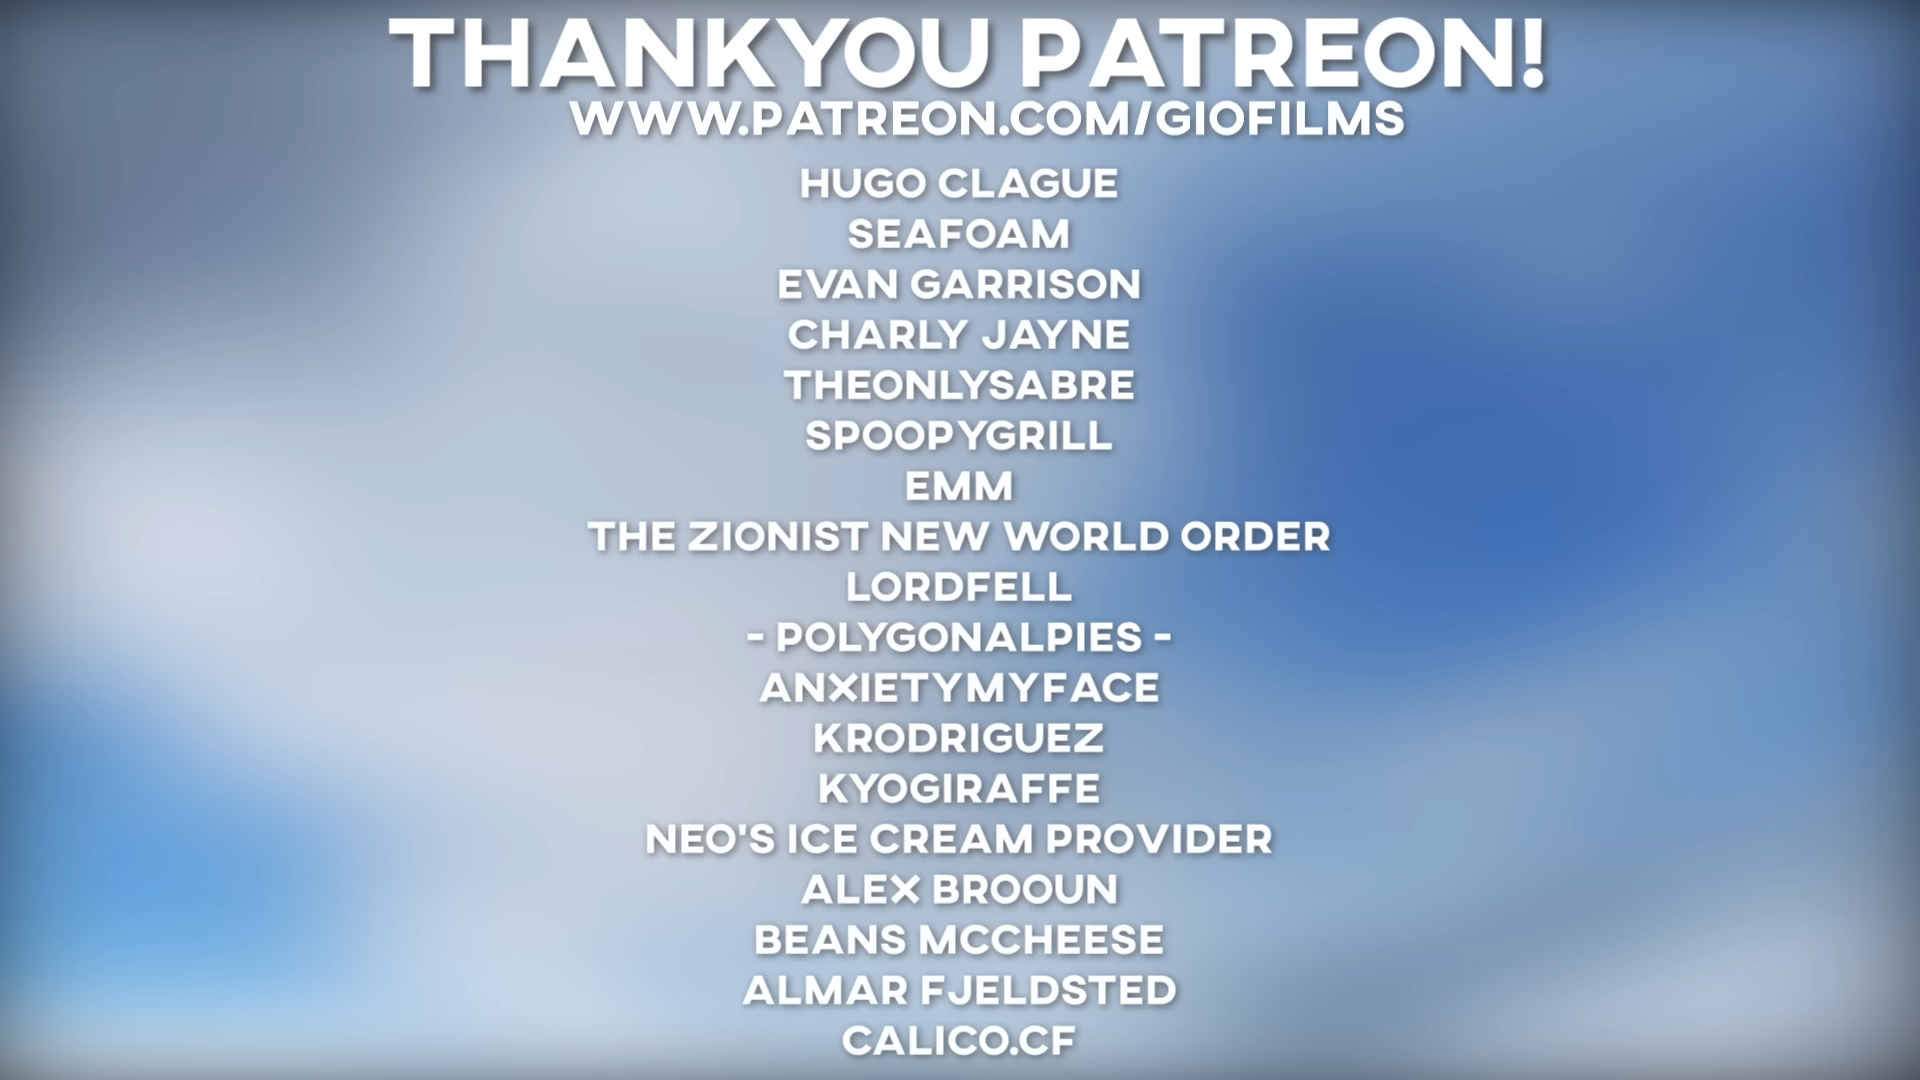 THANKYOU PATREON!
WWW.PATREON.COM/GIOFILMS
HUGO CLAGUE
SEAFOAM
EVAN GARRISON
CHARLY JAYNE
THEONLYSABRE
SPOOPYGRILL
EMM
THE ZIONIST NEW WORLD ORDER
LORDFELL
- POLYGONALPIES -
ANXIETYMYFACE
KRODRIGUEZ
KYOGIRAFFE
NEO'S ICE CREAM PROVIDER
ALEX BROOUN
BEANS MCCHEESE
ALMAR FJELDSTED
CALICO.CF